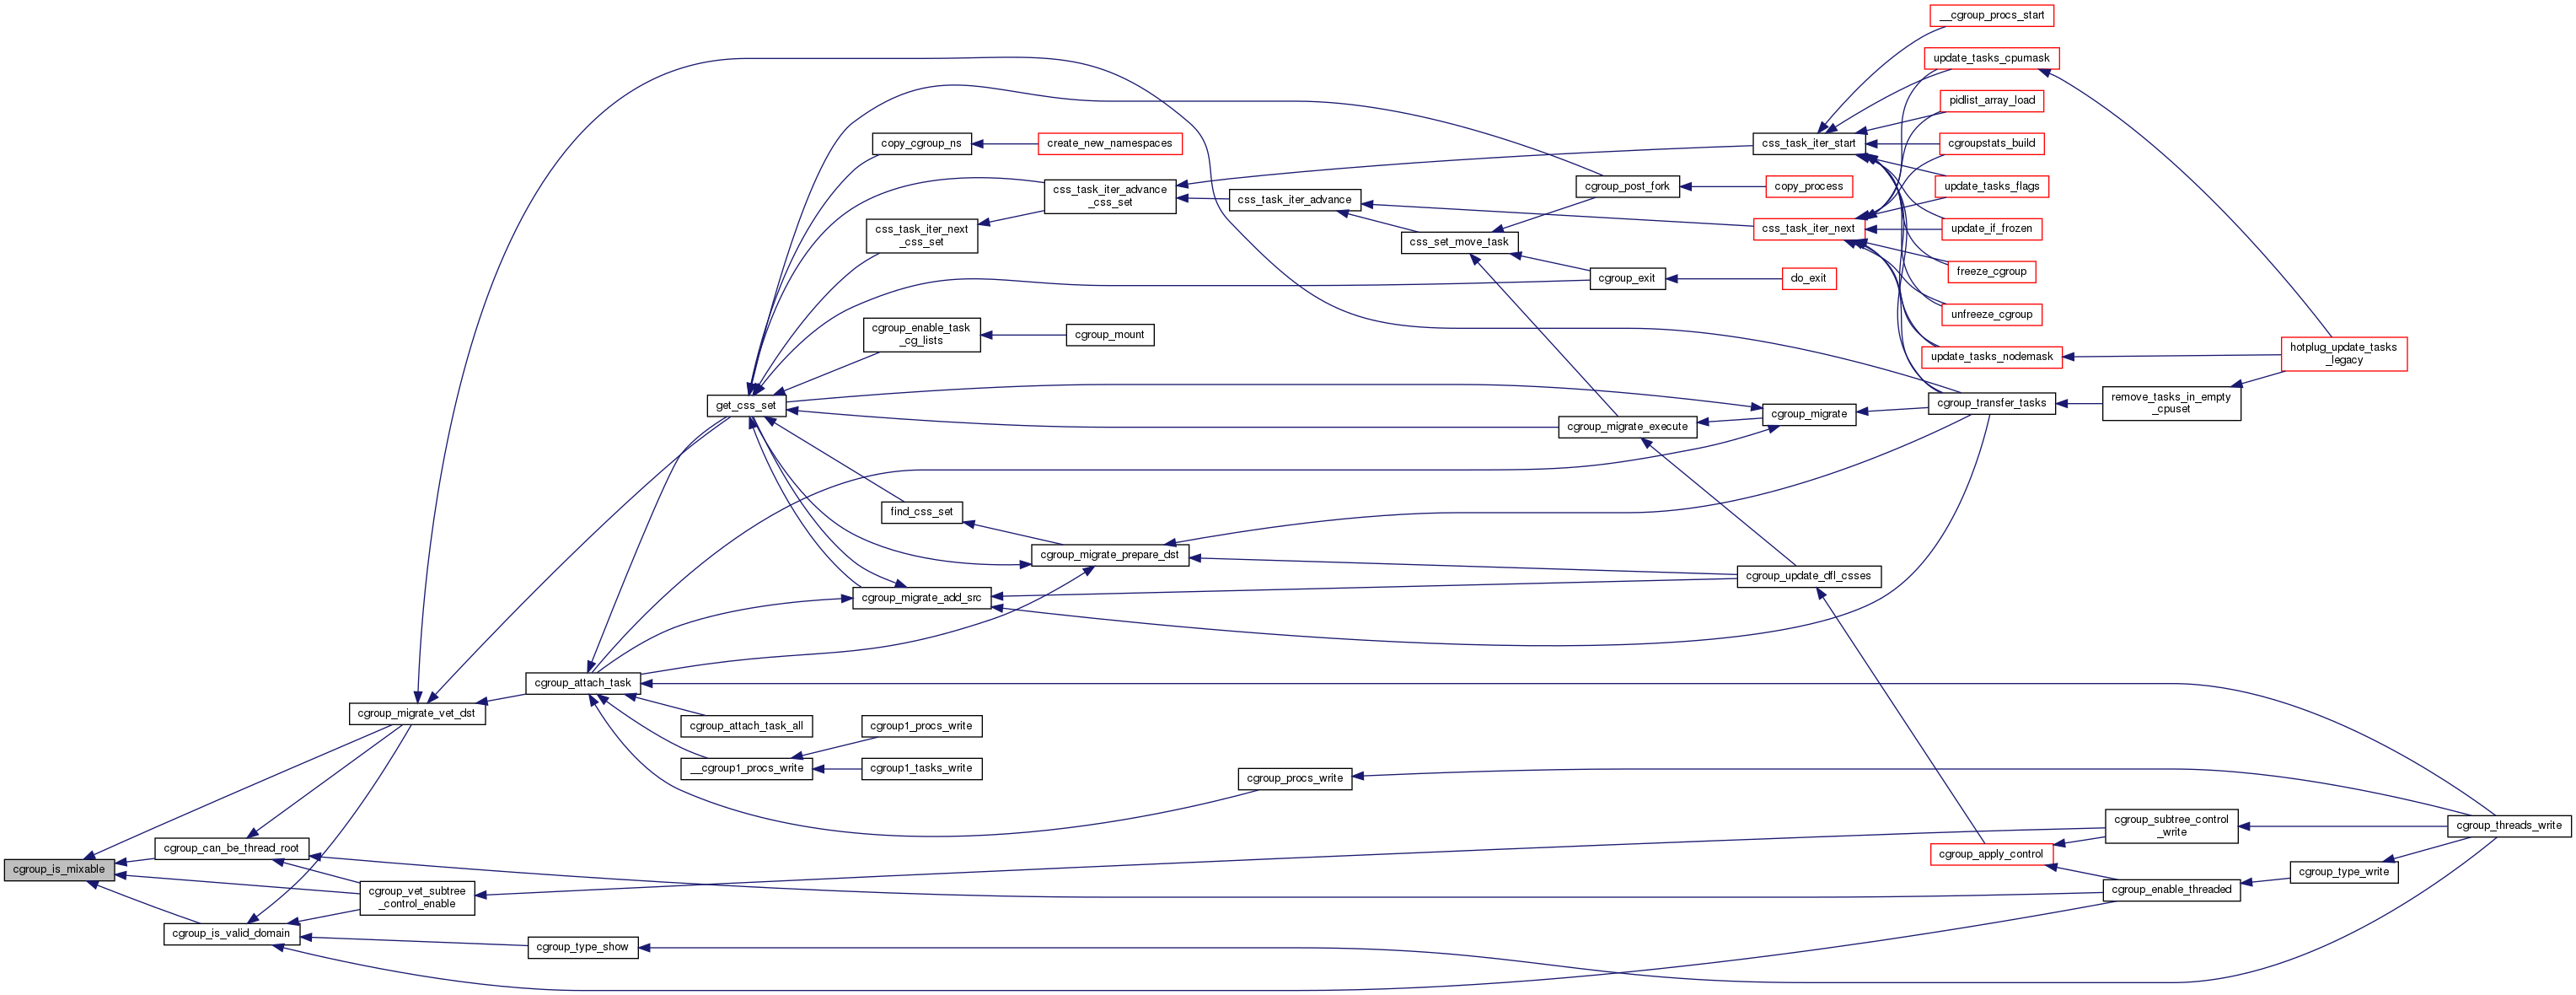 __cgroup_procs_start
update_tasks_cpumask
pidlist_array_load
copy_cgroup_ns
create_new_namespaces
css_task_iter_start
cgroupstats_build
css_task_iter_advance
_css_set
css_task_iter_advance
cgroup_post_fork
copy_process
update_tasks_flags
css_task_iter_next
_css_set
css_set_move_task
css_task_iter_next
update_if_frozen
cgroup_exit
do_exit
freeze_cgroup
cgroup_enable_task
_cg_lists
cgroup_mount
unfreeze_cgroup
update_tasks_nodemask
hotplug_update_tasks
_legacy
get_css_set
cgroup_migrate_execute
cgroup_migrate
cgroup_transfer_tasks
remove_tasks_in_empty
_cpuset
find_css_set
cgroup_migrate_prepare_dst
cgroup_migrate_add_src
cgroup_update_dfl_csses
cgroup_attach_task
cgroup_migrate_vet_dst
cgroup_attach_task_all
cgroup1_procs_write
__cgroup1_procs_write
cgroup1_tasks_write
cgroup_procs_write
cgroup_subtree_control
_write
cgroup_threads_write
cgroup_can_be_thread_root
cgroup_apply_control
cgroup_is_mixable
cgroup_type_write
cgroup_vet_subtree
_control_enable
cgroup_enable_threaded
cgroup_is_valid_domain
cgroup_type_show